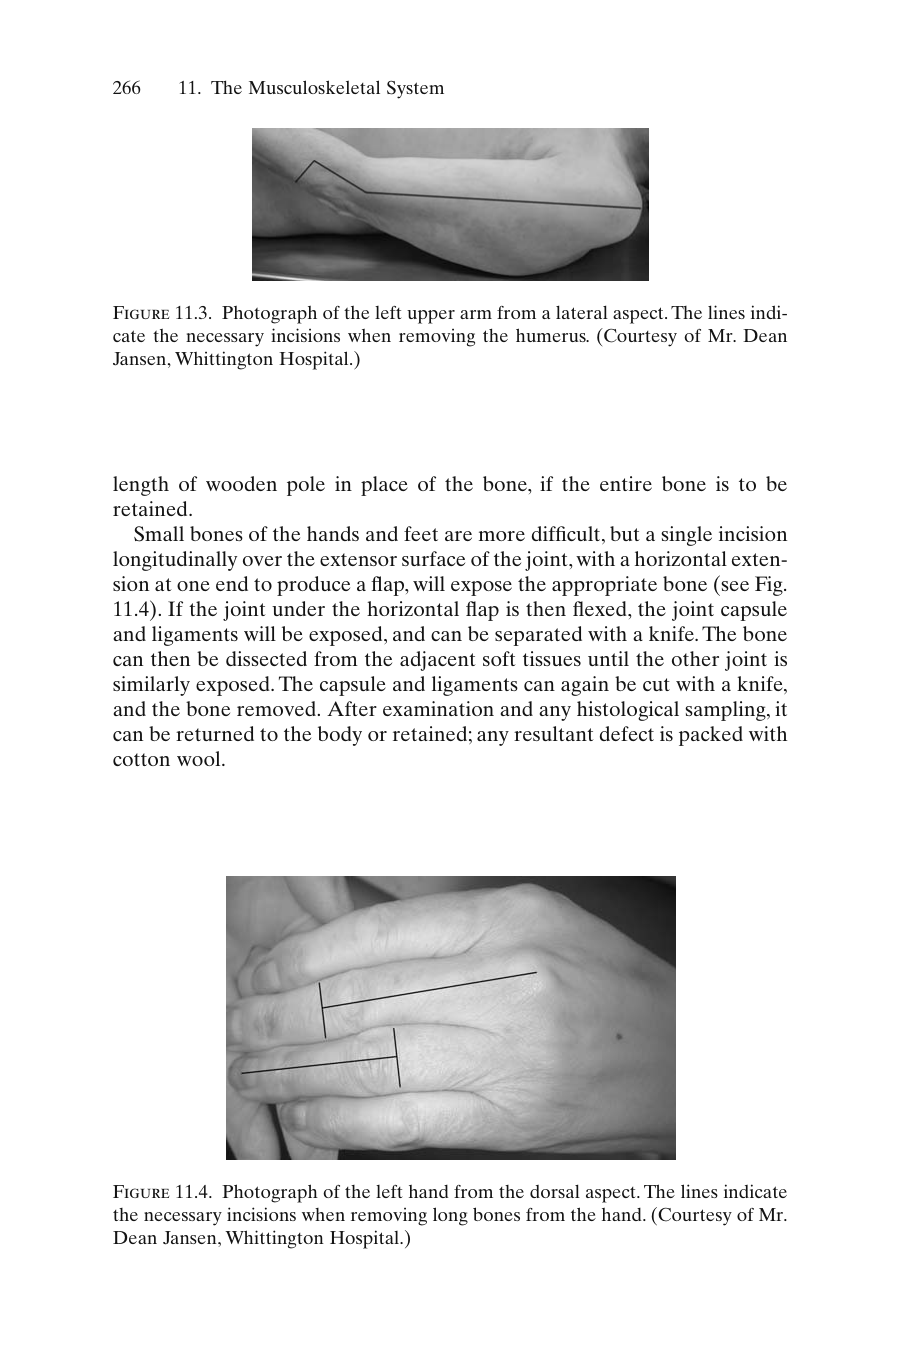 266 11. The Musculoskeletal System
Figure 11.3. Photograph of the left upper arm from a lateral aspect. The lines indi-
cate the necessary incisions when removing the humerus. (Courtesy of Mr. Dean
Jansen, Whittington Hospital.)
length of wooden pole in place of the bone, if the entire bone is to be
retained.
Small bones of the hands and feet are more difficult, but a single incision
longitudinally over the extensor surface of the joint, with a horizontal exten-
sion at one end to produce a flap, will expose the appropriate bone (see Fig.
11.4). If the joint under the horizontal flap is then flexed, the joint capsule
and ligaments will be exposed, and can be separated with a knife. The bone
can then be dissected from the adjacent soft tissues until the other joint is
similarly exposed. The capsule and ligaments can again be cut with a knife,
and the bone removed. After examination and any histological sampling, it
can be returned to the body or retained; any resultant defect is packed with
cotton wool.
Figure 11.4. Photograph of the left hand from the dorsal aspect. The lines indicate
the necessary incisions when removing long bones from the hand. (Courtesy of Mr.
Dean Jansen, Whittington Hospital.)